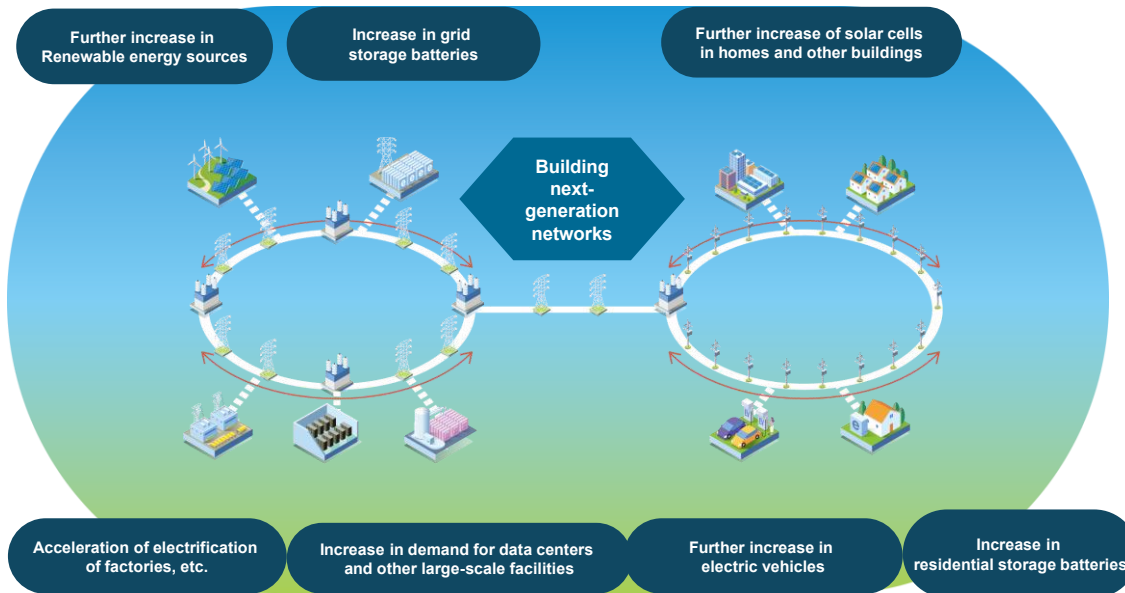 Further increase in
Renewable energy sources
Increase in grid
storage batteries
Further increase of solar cells
in homes and other buildings
Building
next-
generation
networks
Acceleration of electrification
of factories, etc.
Increase in demand for data centers
and other large-scale facilities
Further increase in
electric vehicles
Increase in
residential storage batteries